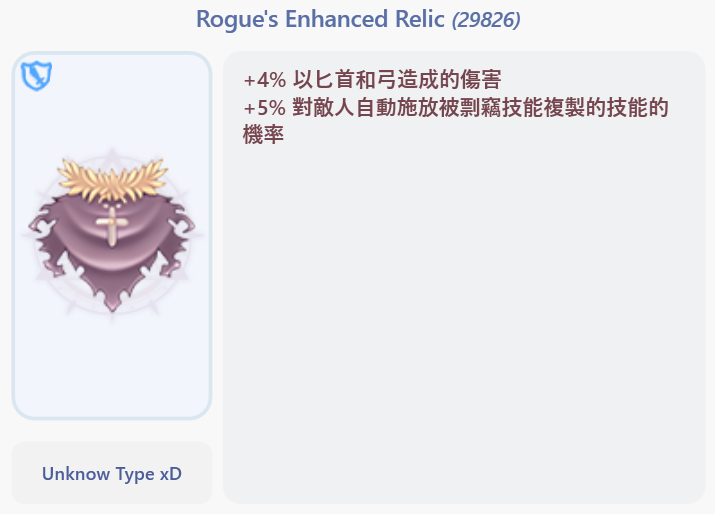 Rogue's Enhanced Relic (29826)
+4% 以匕首和弓造成的傷害
+5% 對敵人自動施放被剽竊技能複製的技能的
機率
Unknow Type xD